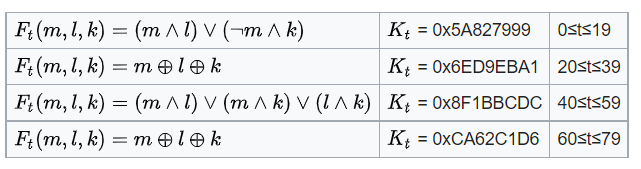 F_t(m, l, k) = (m ∧ l) ∨ (¬m ∧ k) K_t = 0x5A827999 0≤t≤19
F_t(m, l, k) = m ⊕ l ⊕ k K_t = 0x6ED9EBA1 20≤t≤39
F_t(m, l, k) = (m ∧ l) ∨ (m ∧ k) ∨ (l ∧ k) K_t = 0x8F1BBCDC 40≤t≤59
F_t(m, l, k) = m ⊕ l ⊕ k K_t = 0xCA62C1D6 60≤t≤79